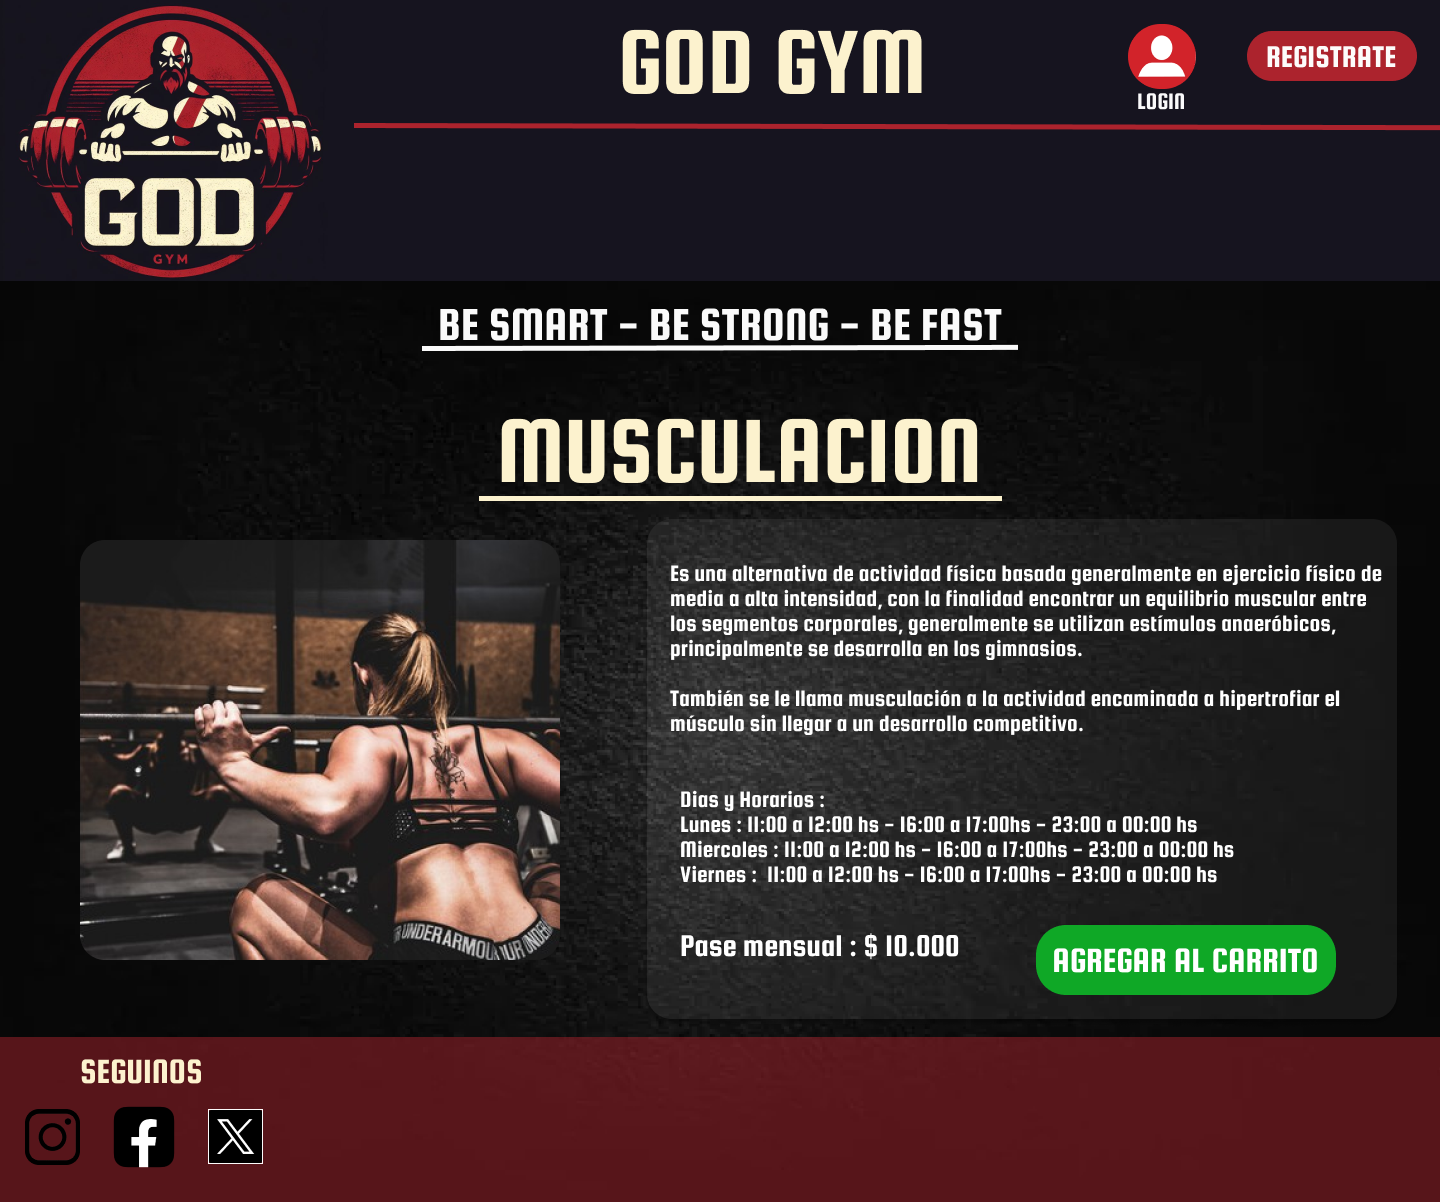 GOD GYM
LOGIN
REGISTRATE
GOD
GYM
BE SMART - BE STRONG - BE FAST
MUSCULACION
Es una alternativa de actividad física basada generalmente en ejercicio físico de
media a alta intensidad, con la finalidad encontrar un equilibrio muscular entre
los segmentos corporales, generalmente se utilizan estímulos anaeróbicos,
principalmente se desarrolla en los gimnasios.
También se le llama musculación a la actividad encaminada a hipertrofiar el
músculo sin llegar a un desarrollo competitivo.
Dias y Horarios :
Lunes : 11:00 a 12:00 hs - 16:00 a 17:00hs - 23:00 a 00:00 hs
Miercoles : 11:00 a 12:00 hs - 16:00 a 17:00hs - 23:00 a 00:00 hs
Viernes :  11:00 a 12:00 hs - 16:00 a 17:00hs - 23:00 a 00:00 hs
UNDER ARMOUR UNDER
Pase mensual : $ 10.000
AGREGAR AL CARRITO
SEGUINOS